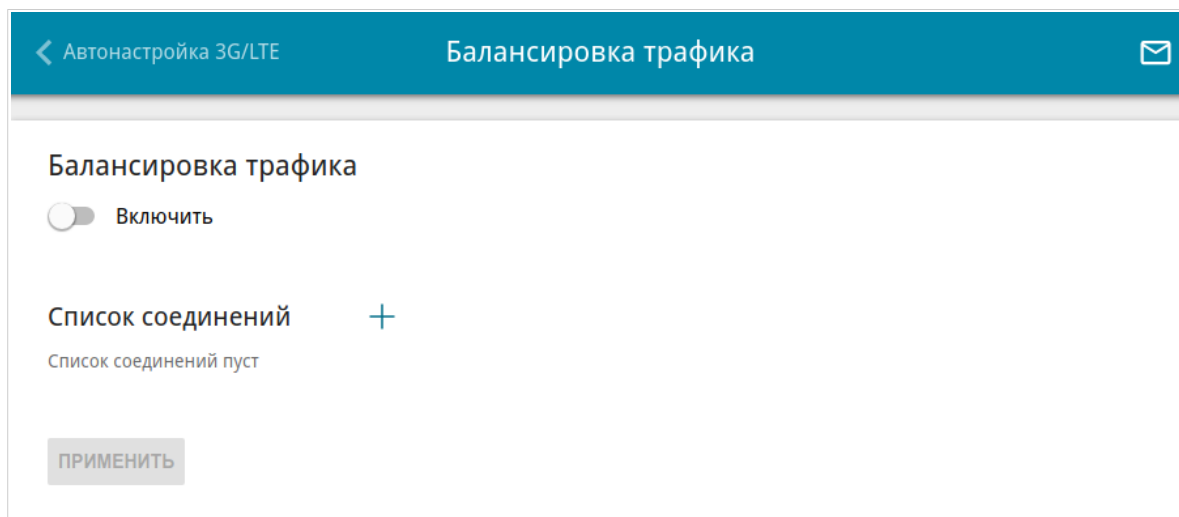 Автонастройка 3G/LTE
Балансировка трафика
Балансировка трафика
Включить
Список соединений
Список соединений пуст
ПРИМЕНИТЬ